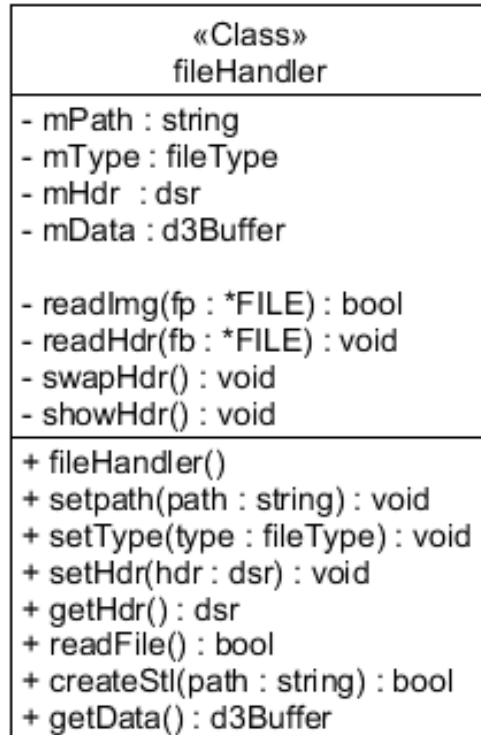 «Class»
fileHandler
- mPath : string
- mType : fileType
- mHdr : dsr
- mData : d3Buffer
- readImg(fp : *FILE) : bool
- readHdr(fb : *FILE) : void
- swapHdr() : void
- showHdr() : void
+ fileHandler()
+ setpath(path : string) : void
+ setType(type : fileType) : void
+ setHdr(hdr : dsr) : void
+ getHdr() : dsr
+ readFile() : bool
+ createStl(path : string) : bool
+ getData() : d3Buffer